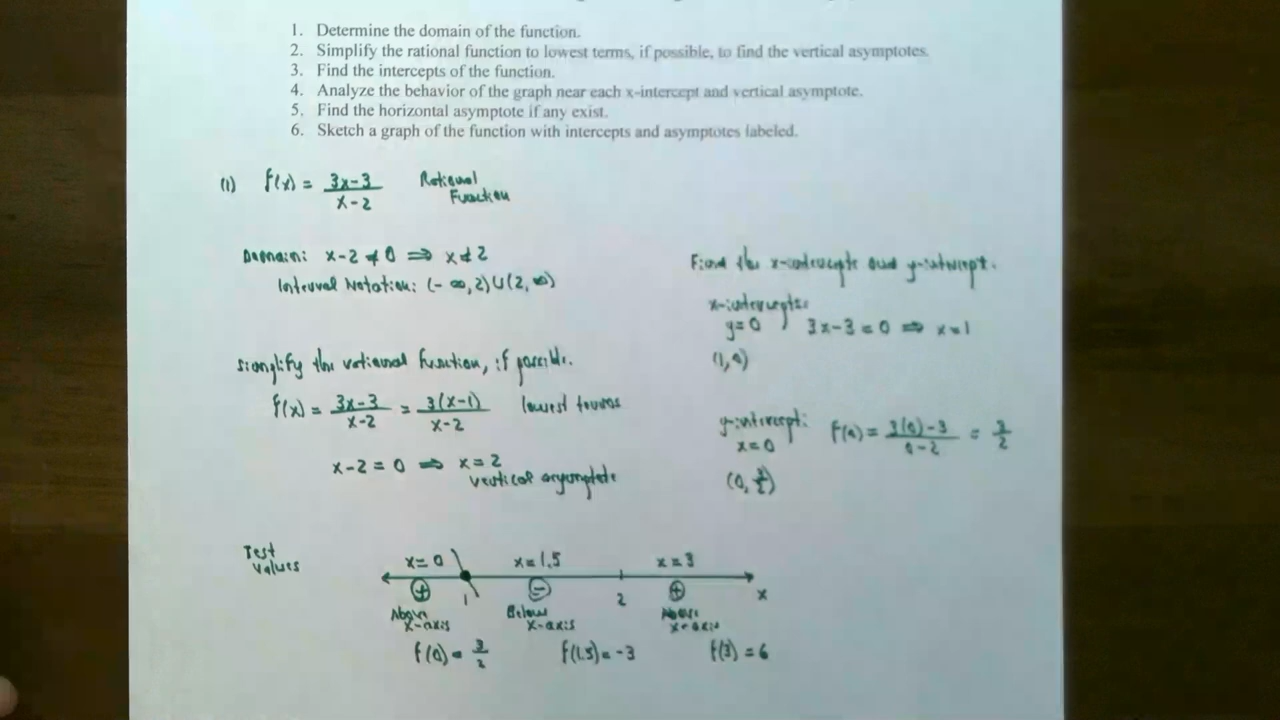 1. Determine the domain of the function.
2. Simplify the rational function to lowest terms, if possible, to find the vertical asymptotes.
3. Find the intercepts of the function.
4. Analyze the behavior of the graph near each x-intercept and vertical asymptote.
5. Find the horizontal asymptote if any exist.
6. Sketch a graph of the function with intercepts and asymptotes labeled.
(1) f(x) = (3x-3)/(x-2) Rational
Function
Domain: x-2 ≠ 0 ⇒ x ≠ 2
Interval Notation: (-∞, 2) ∪ (2, ∞)
Simplify the rational function, if possible.
f(x) = (3x-3)/(x-2) = 3(x-1)/(x-2) lowest terms
x-2 = 0 ⇒ x = 2
vertical asymptote
Find the x-intercepts and y-intercept.
x-intercepts:
y=0, 3x-3=0 ⇒ x=1
(1,0)
y-intercept:
x=0
f(0) = (3(0)-3)/(0-2) = 3/2
(0, 3/2)
Test
values
x=0 x=1.5 x=3
+ - +
1 2 x
Above Below Above
x-axis x-axis x-axis
f(0) = 3/2 f(1.5) = -3 f(3) = 6